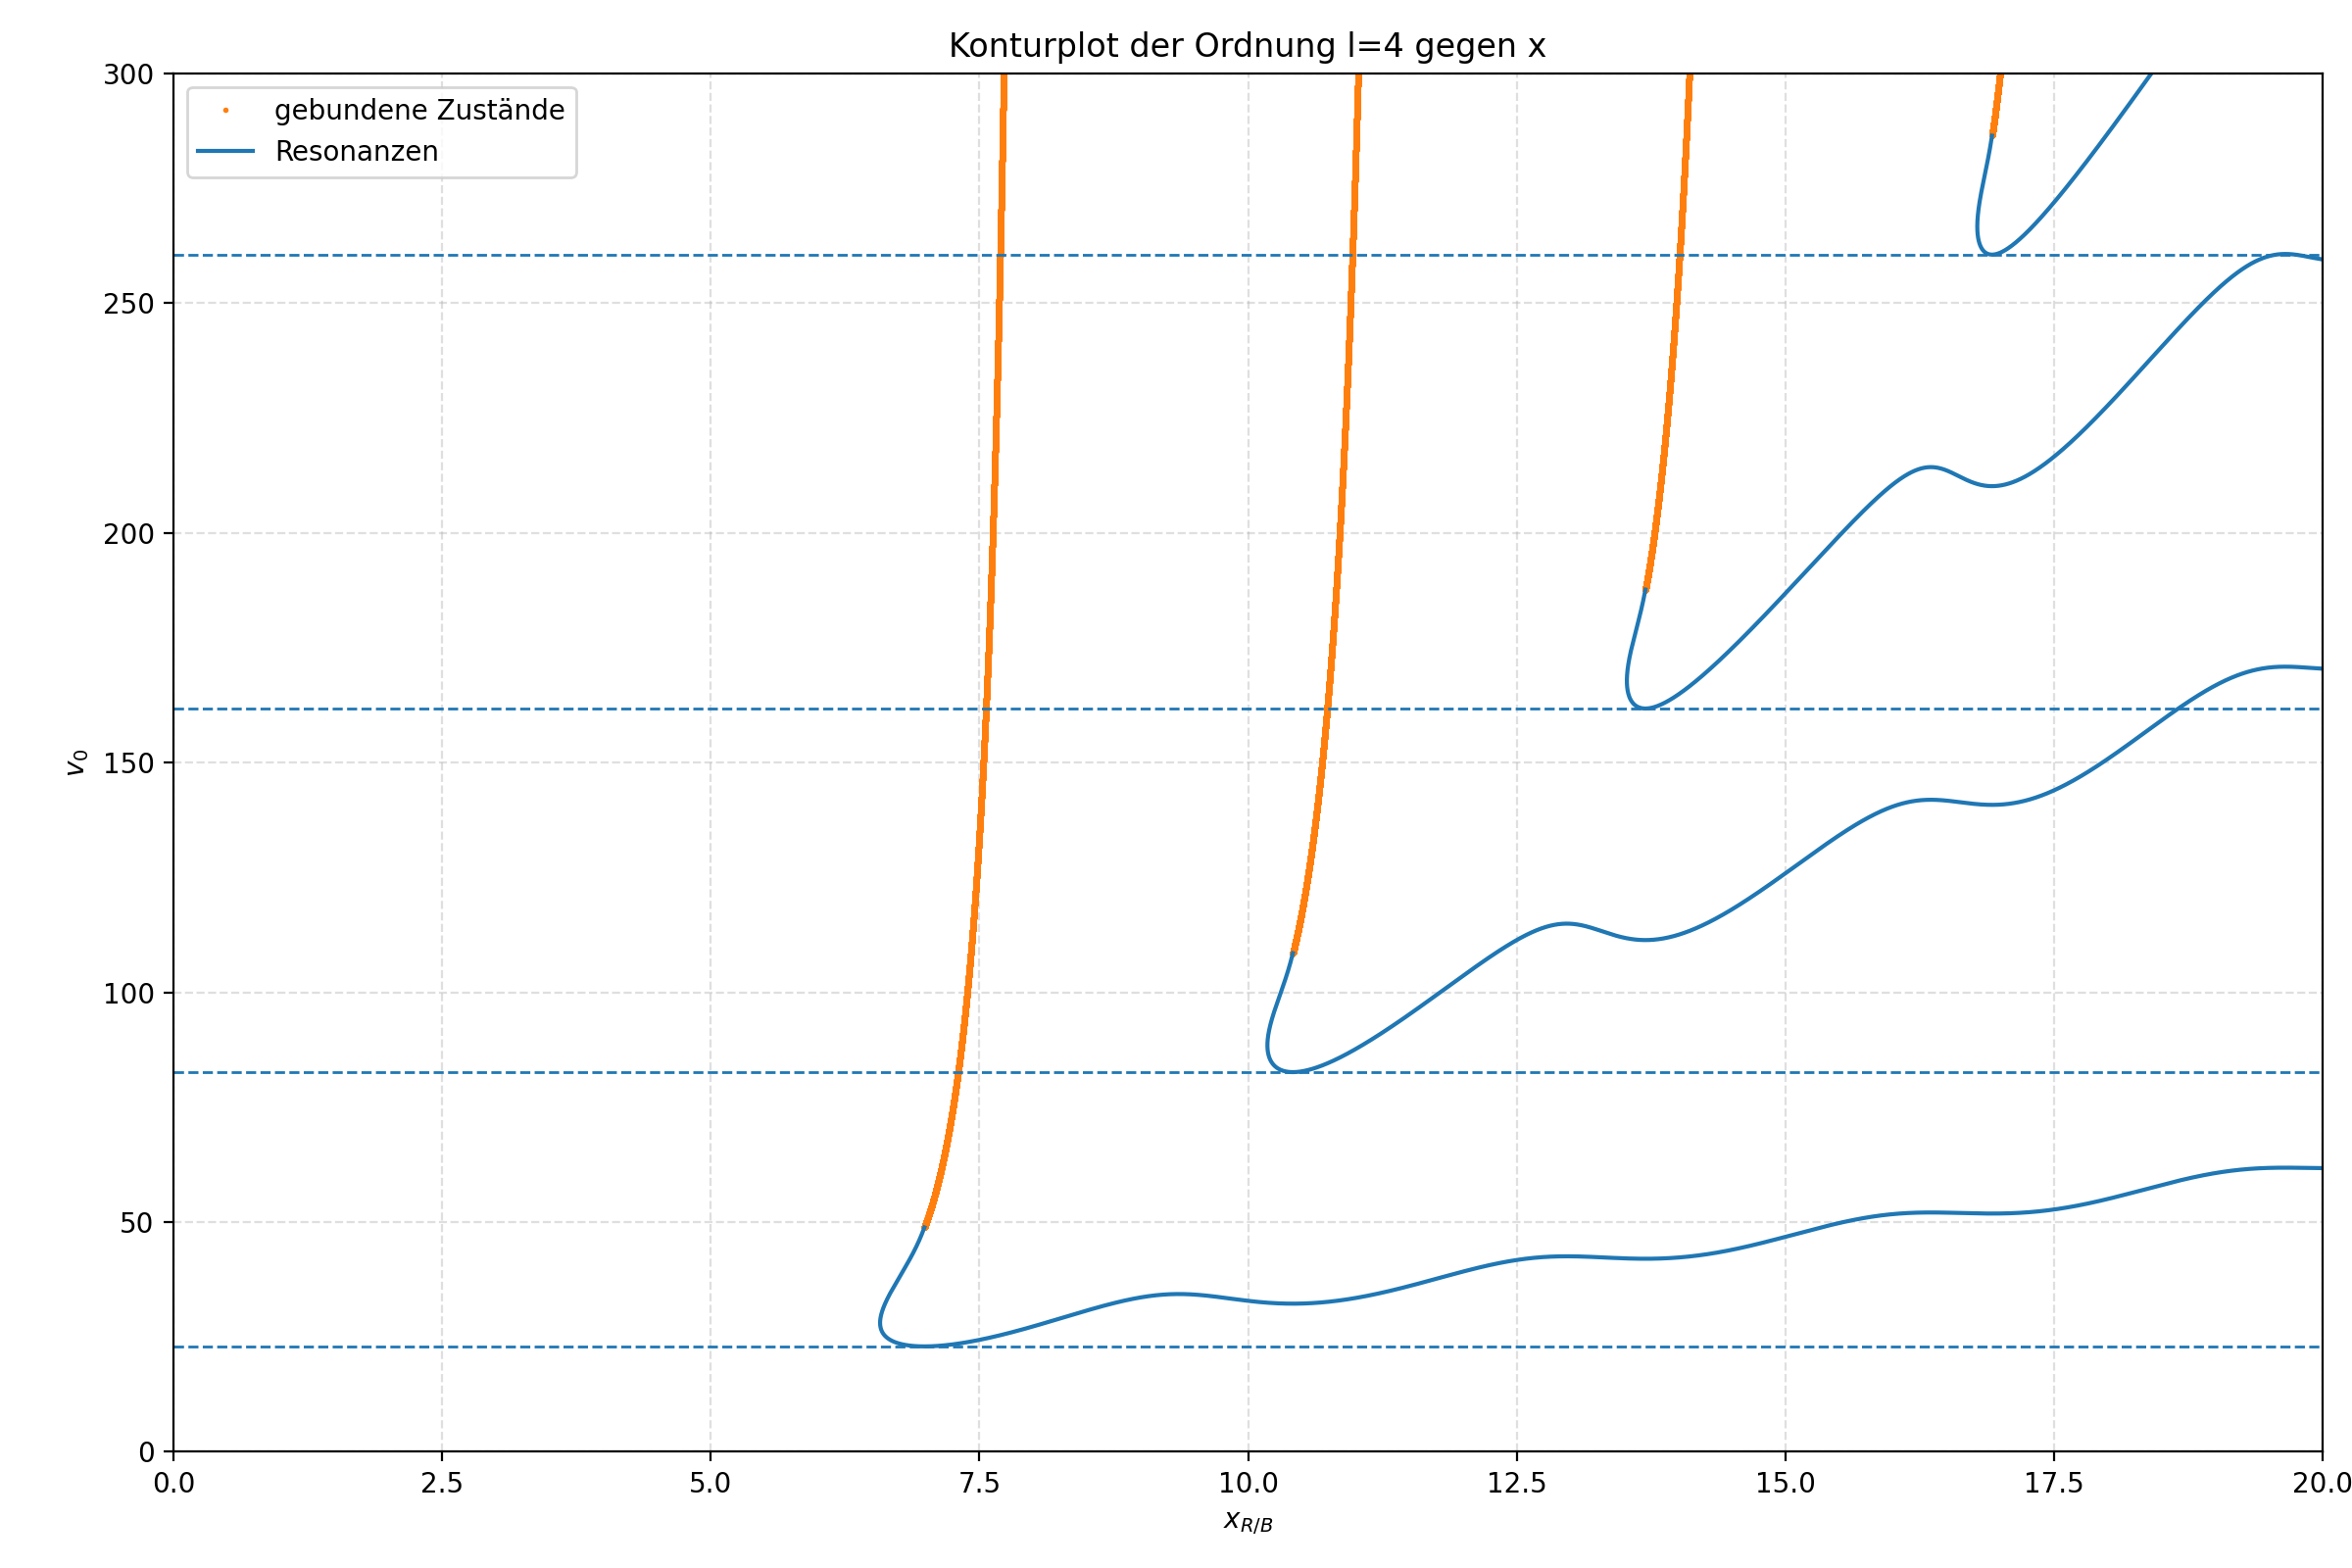 Konturplot der Ordnung l=4 gegen x
gebundene Zustände
Resonanzen
300
250
200
150
100
50
0
v₀
0.0 2.5 5.0 7.5 10.0 12.5 15.0 17.5 20.0
x_{R/B}